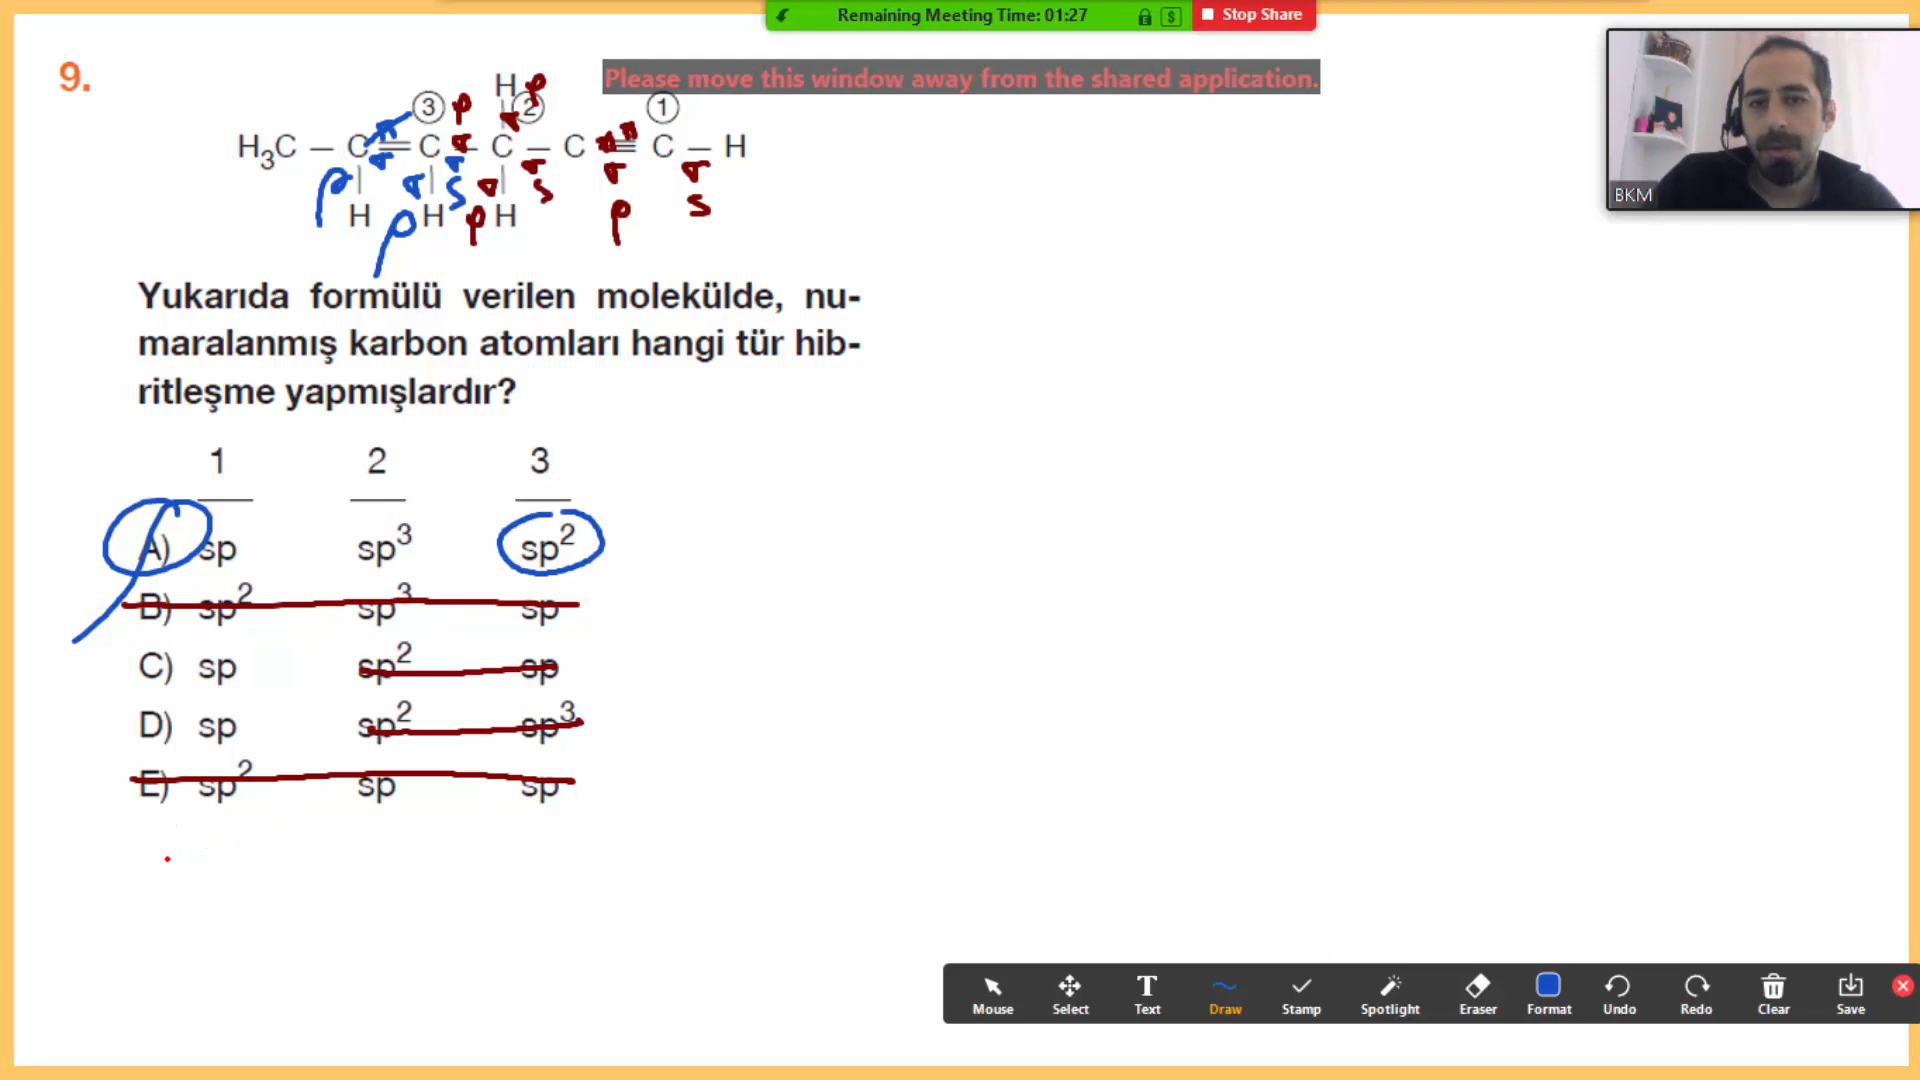 Remaining Meeting Time: 01:27
Stop Share
Please move this window away from the shared application.
BKM
9.
H p
③ p ② ①
H₃C – C = C – C – C ≡ C – H
p p s p s p s
H H H
Yukarıda formülü verilen molekülde, nu-
maralanmış karbon atomları hangi tür hib-
ritleşme yapmışlardır?
1 2 3
A) sp sp³ sp²
B) sp² sp³ sp
C) sp sp² sp
D) sp sp² sp³
E) sp² sp sp
Mouse Select Text Draw Stamp Spotlight Eraser Format Undo Redo Clear Save